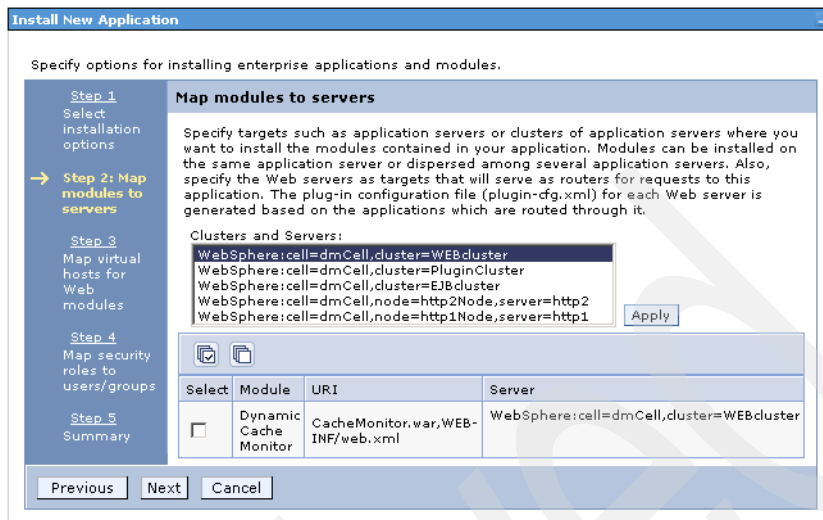 Install New Application
Specify options for installing enterprise applications and modules.
Step 1
Select
installation
options
Step 2: Map
modules to
servers
Step 3
Map virtual
hosts for
Web
modules
Step 4
Map security
roles to
users/groups
Step 5
Summary
Map modules to servers
Specify targets such as application servers or clusters of application servers where you
want to install the modules contained in your application. Modules can be installed on
the same application server or dispersed among several application servers. Also,
specify the Web servers as targets that will serve as routers for requests to this
application. The plug-in configuration file (plugin-cfg.xml) for each Web server is
generated based on the applications which are routed through it.
Clusters and Servers:
WebSphere:cell=dmCell,cluster=WEBcluster
WebSphere:cell=dmCell,cluster=PluginCluster
WebSphere:cell=dmCell,cluster=EJBcluster
WebSphere:cell=dmCell,node=http2Node,server=http2
WebSphere:cell=dmCell,node=http1Node,server=http1
Apply
Select Module URI Server
Dynamic
Cache
Monitor
CacheMonitor.war,WEB-
INF/web.xml
WebSphere:cell=dmCell,cluster=WEBcluster
Previous Next Cancel